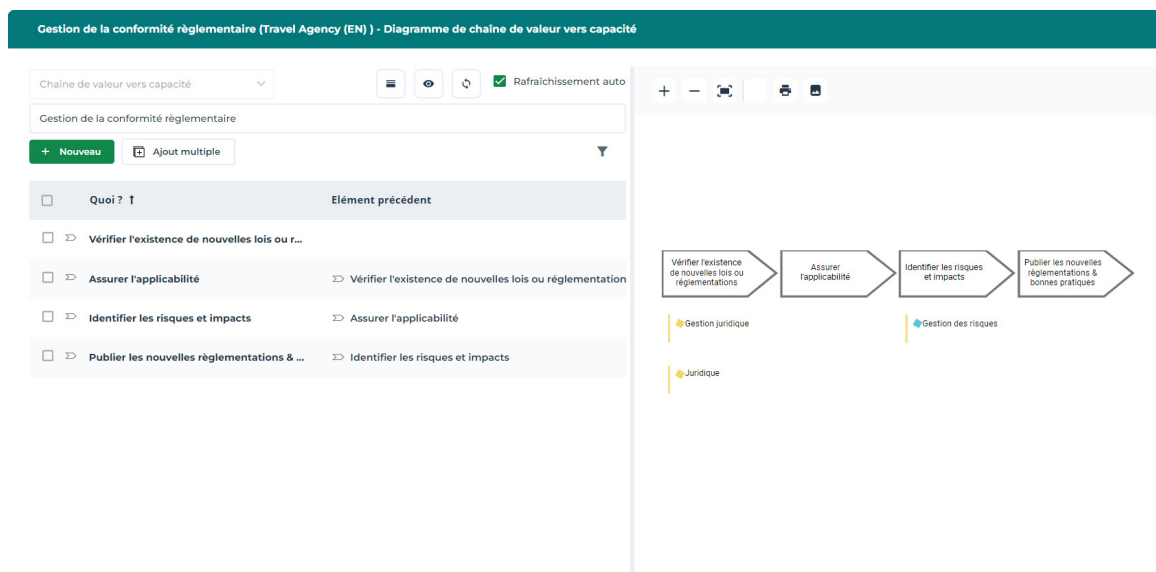 Gestion de la conformité règlementaire (Travel Agency (EN) ) - Diagramme de chaîne de valeur vers capacité
Chaîne de valeur vers capacité
Rafraîchissement auto
Gestion de la conformité règlementaire
+ Nouveau
Ajout multiple
Quoi ? ↑
Elément précédent
Vérifier l'existence de nouvelles lois ou r...
Assurer l'applicabilité
Vérifier l'existence de nouvelles lois ou réglementation
Identifier les risques et impacts
Assurer l'applicabilité
Publier les nouvelles règlementations & ...
Identifier les risques et impacts
Vérifier l'existence
de nouvelles lois ou
réglementations
Assurer
l'applicabilité
Identifier les risques
et impacts
Publier les nouvelles
règlementations &
bonnes pratiques
Gestion juridique
Gestion des risques
Juridique